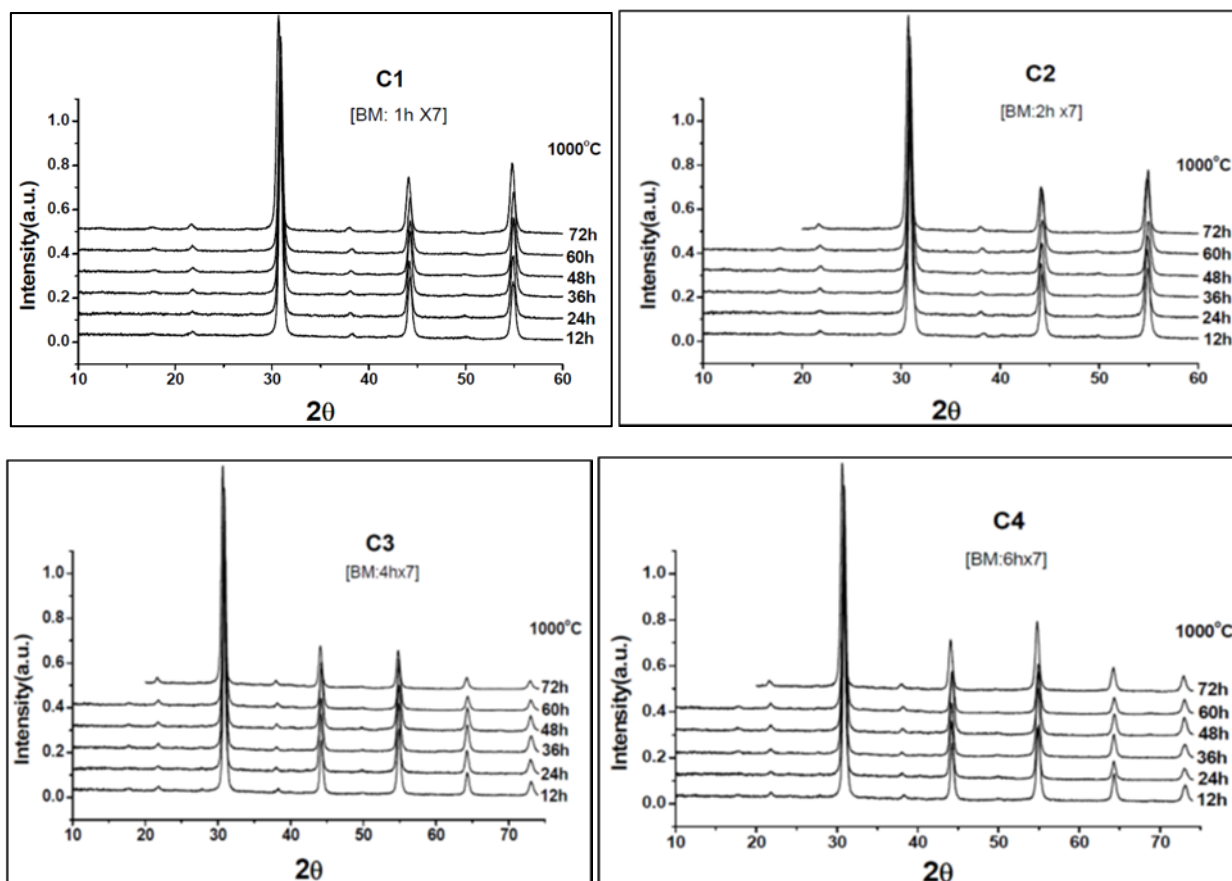 C1
[BM: 1h X7]
1000°C
Intensity(a.u.)
1.0
0.8
0.6
0.4
0.2
0.0
72h
60h
48h
36h
24h
12h
10 20 30 40 50 60
2θ
C2
[BM:2h x7]
1000°C
Intensity(a.u.)
1.0
0.8
0.6
0.4
0.2
0.0
72h
60h
48h
36h
24h
12h
10 20 30 40 50 60
2θ
C3
[BM:4hx7]
1000°C
Intensity(a.u.)
1.0
0.8
0.6
0.4
0.2
0.0
72h
60h
48h
36h
24h
12h
10 20 30 40 50 60 70
2θ
C4
[BM:6hx7]
1000°C
Intensity(a.u.)
1.0
0.8
0.6
0.4
0.2
0.0
72h
60h
48h
36h
24h
12h
10 20 30 40 50 60 70
2θ